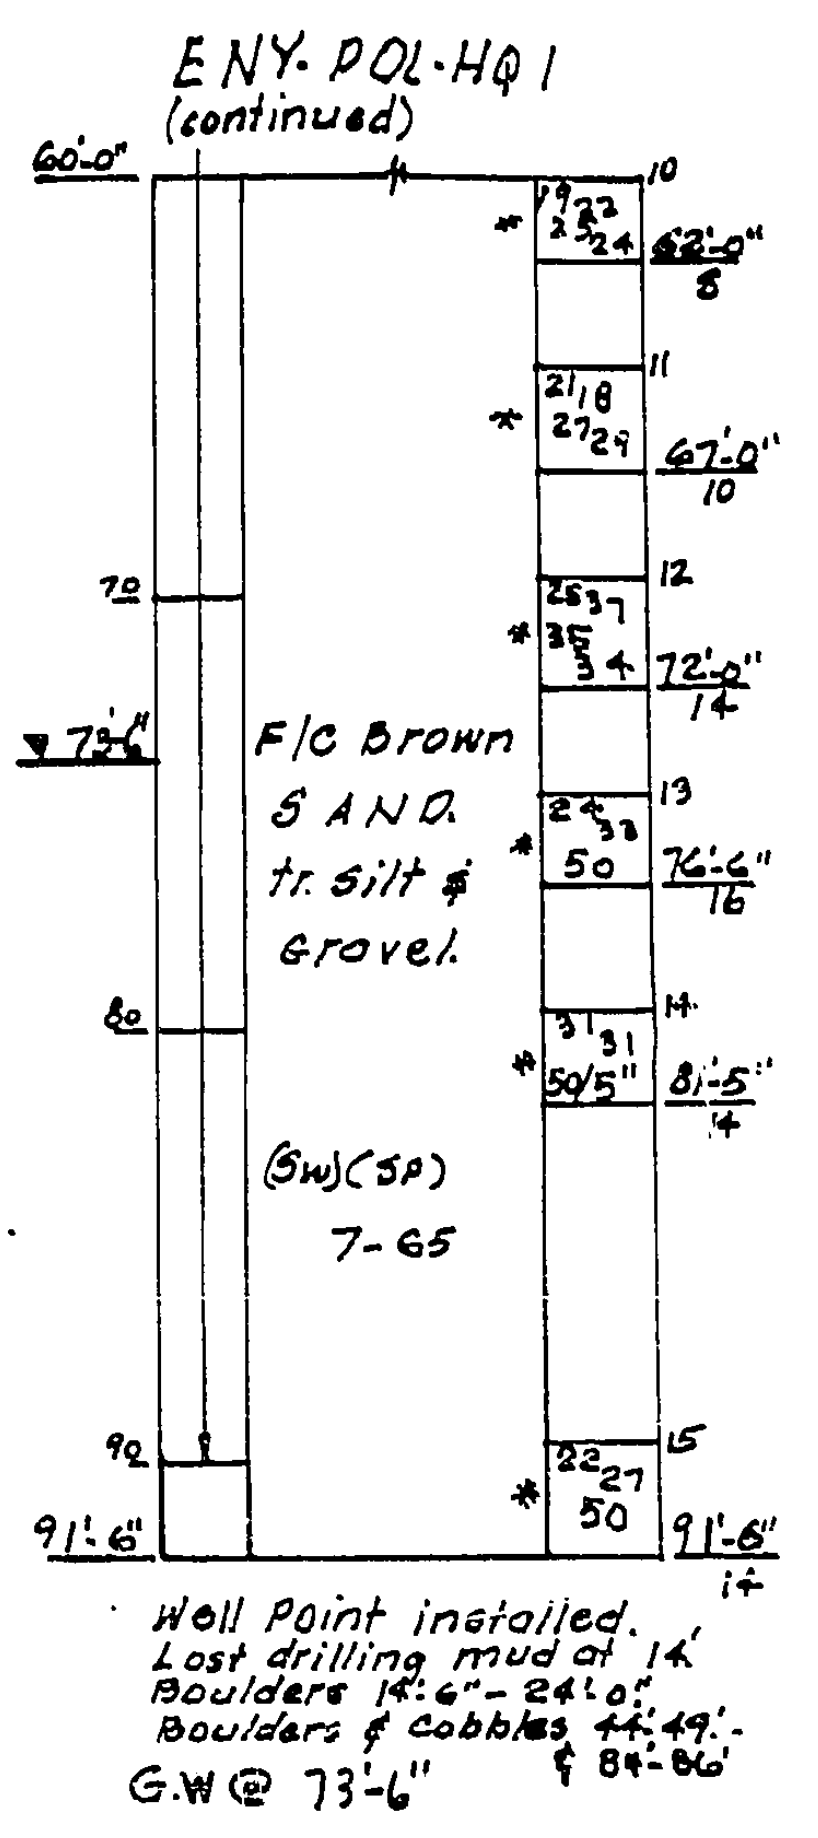 ENY. POL-HQ 1
(continued)
60'-0"
10
19 22
* 25 24
62'-0"
8
11
21 18
* 27 29
67'-0"
10
70
12
25 37
* 35 34
72'-0"
14
73'-6"
F/C Brown
SAND.
tr. silt &
Gravel.
13
24 33
* 50
76'-6"
16
80
14
31 31
* 50/5"
81'-5"
14
(SW)(SP)
7-65
90
15
22 27
* 50
91'-6"
91'-6"
14
Well Point installed.
Lost drilling mud at 14'
Boulders 14'-6"-24'-0"
Boulders & Cobbles 44'-49'-
& 84'-86'
G.W @ 73'-6"